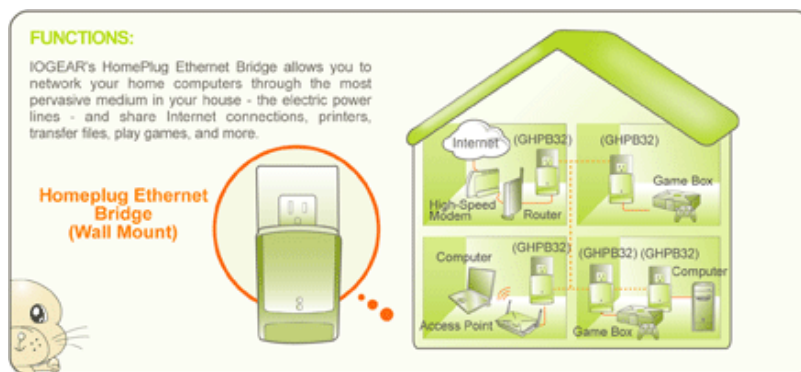 FUNCTIONS:
IOGEAR's HomePlug Ethernet Bridge allows you to
network your home computers through the most
pervasive medium in your house - the electric power
lines - and share Internet connections, printers,
transfer files, play games, and more.
Homeplug Ethernet
Bridge
(Wall Mount)
Internet
(GHPB32)
High-Speed
Modem
Router
(GHPB32)
Game Box
Computer
(GHPB32)
Access Point
(GHPB32)
(GHPB32)
Computer
Game Box